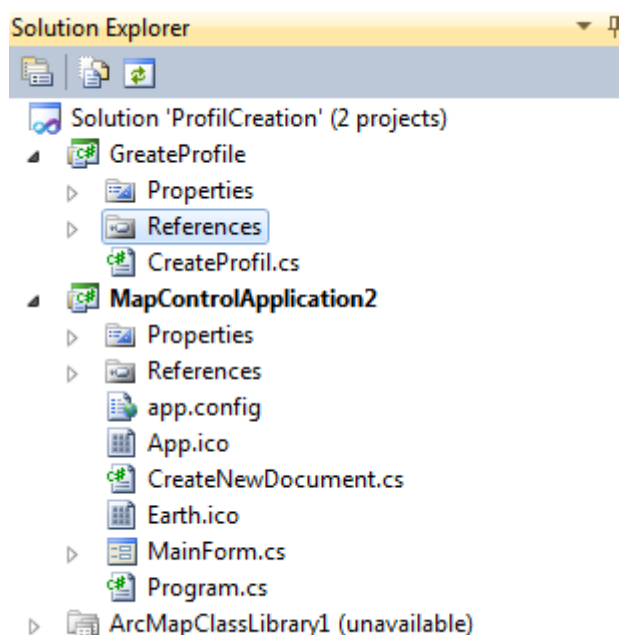 Solution Explorer
Solution 'ProfilCreation' (2 projects)
GreateProfile
Properties
References
CreateProfil.cs
MapControlApplication2
Properties
References
app.config
App.ico
CreateNewDocument.cs
Earth.ico
MainForm.cs
Program.cs
ArcMapClassLibrary1 (unavailable)